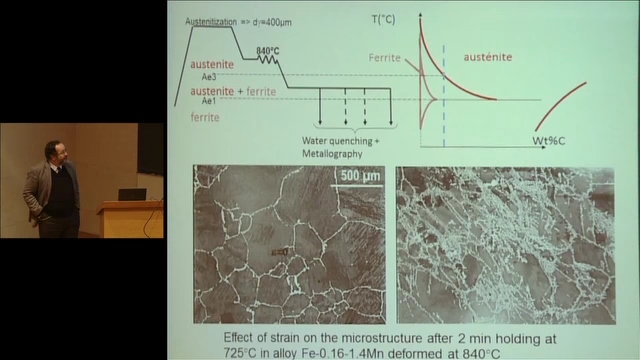 Austenitization => dγ=400µm
840°C
austenite
Ae3
austenite + ferrite
Ae1
ferrite
Water quenching +
Metallography
T(°C)
Ferrite
austénite
Wt%C
500 µm
Effect of strain on the microstructure after 2 min holding at
725°C in alloy Fe-0.16-1.4Mn deformed at 840°C